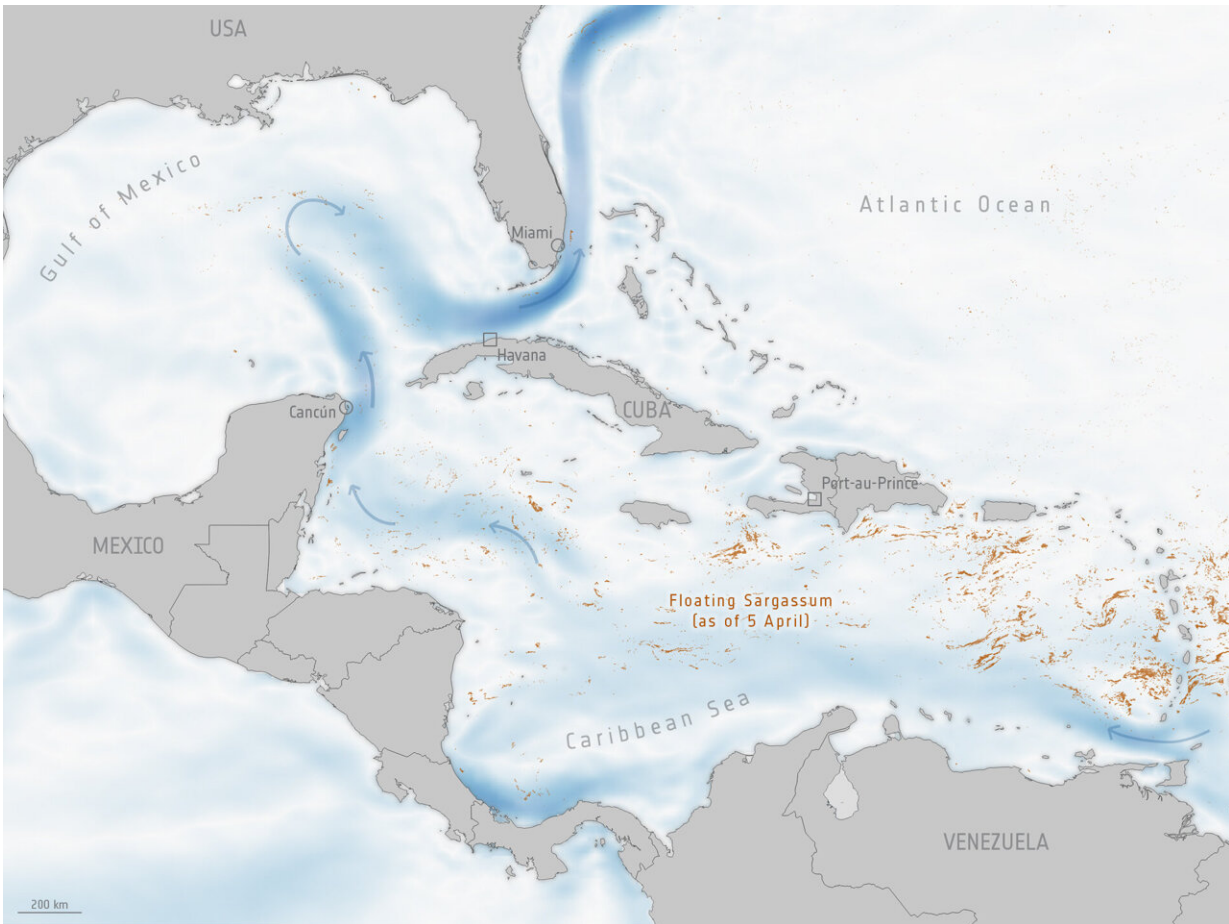 USA
Gulf of Mexico
Atlantic Ocean
Miami
Havana
Cancún
CUBA
Port-au-Prince
MEXICO
Floating Sargassum
(as of 5 April)
Caribbean Sea
VENEZUELA
200 km